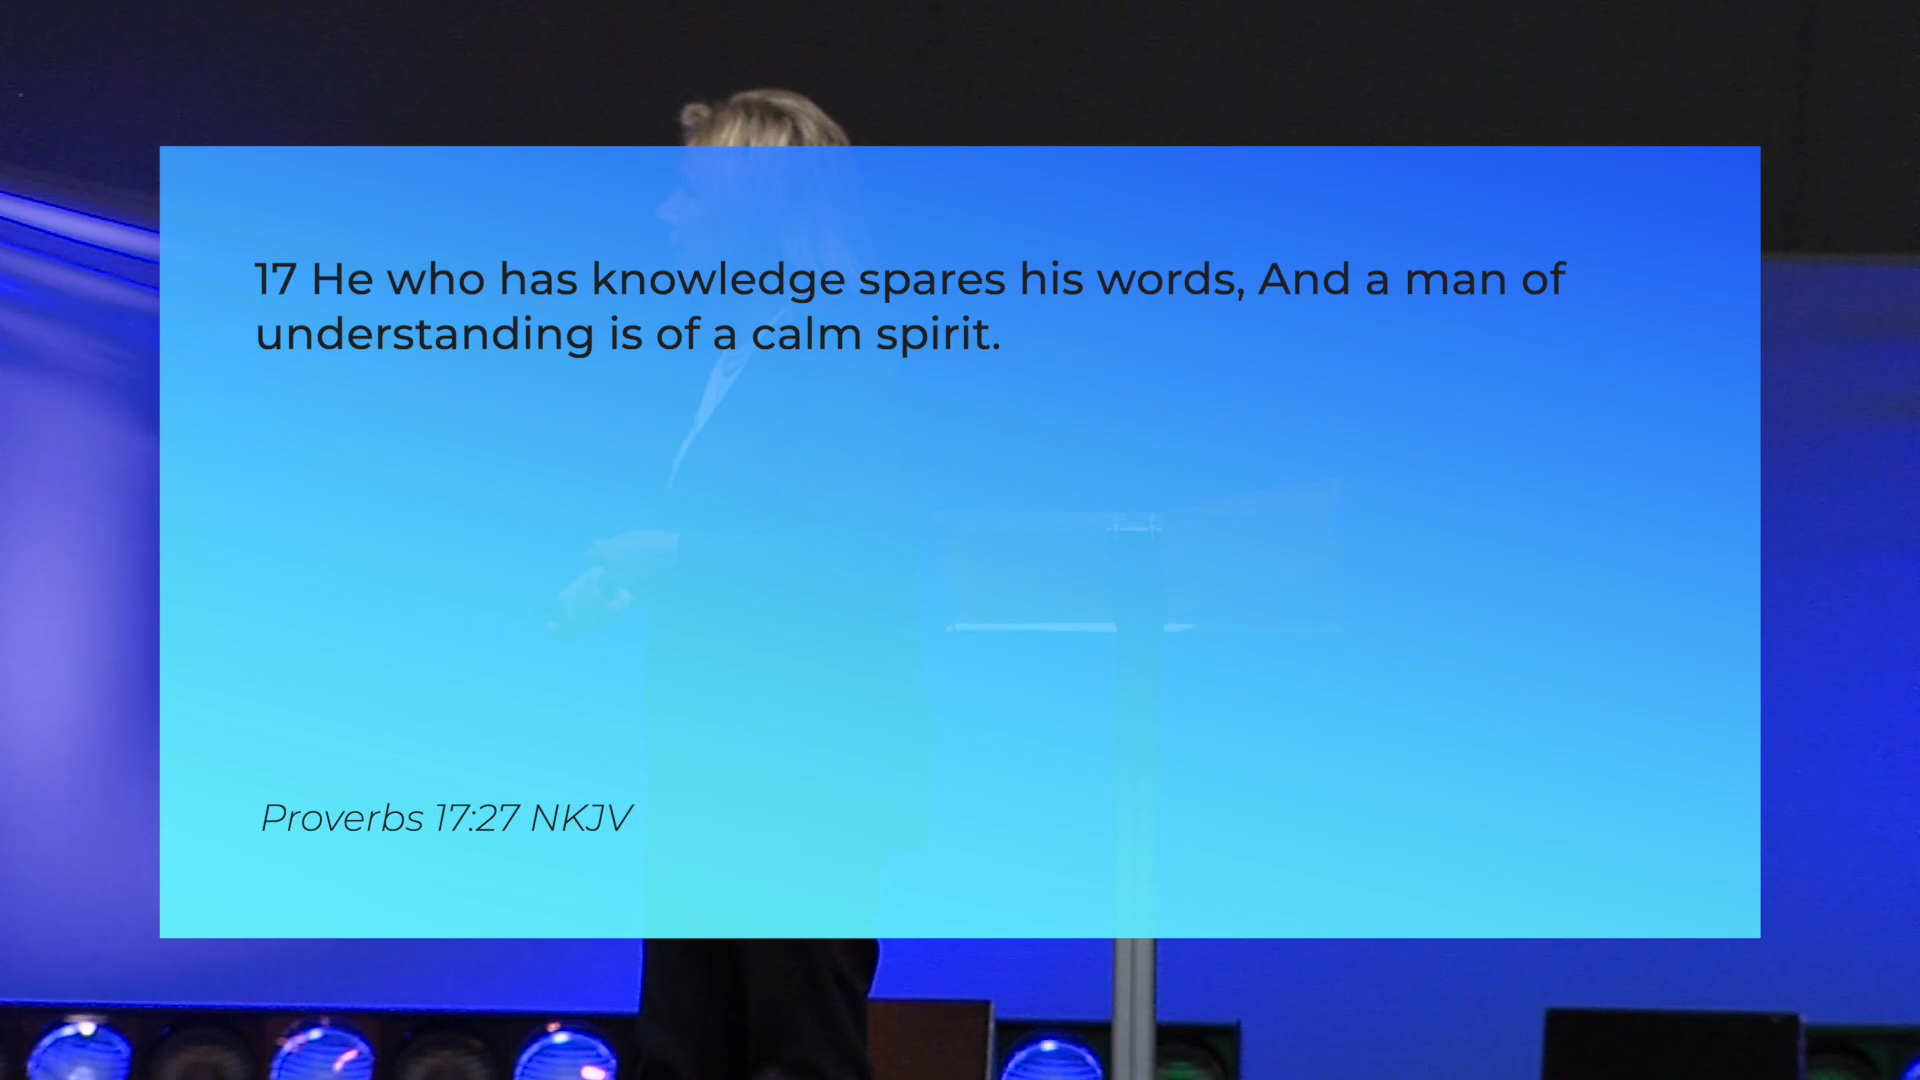 17 He who has knowledge spares his words, And a man of
understanding is of a calm spirit.
Proverbs 17:27 NKJV